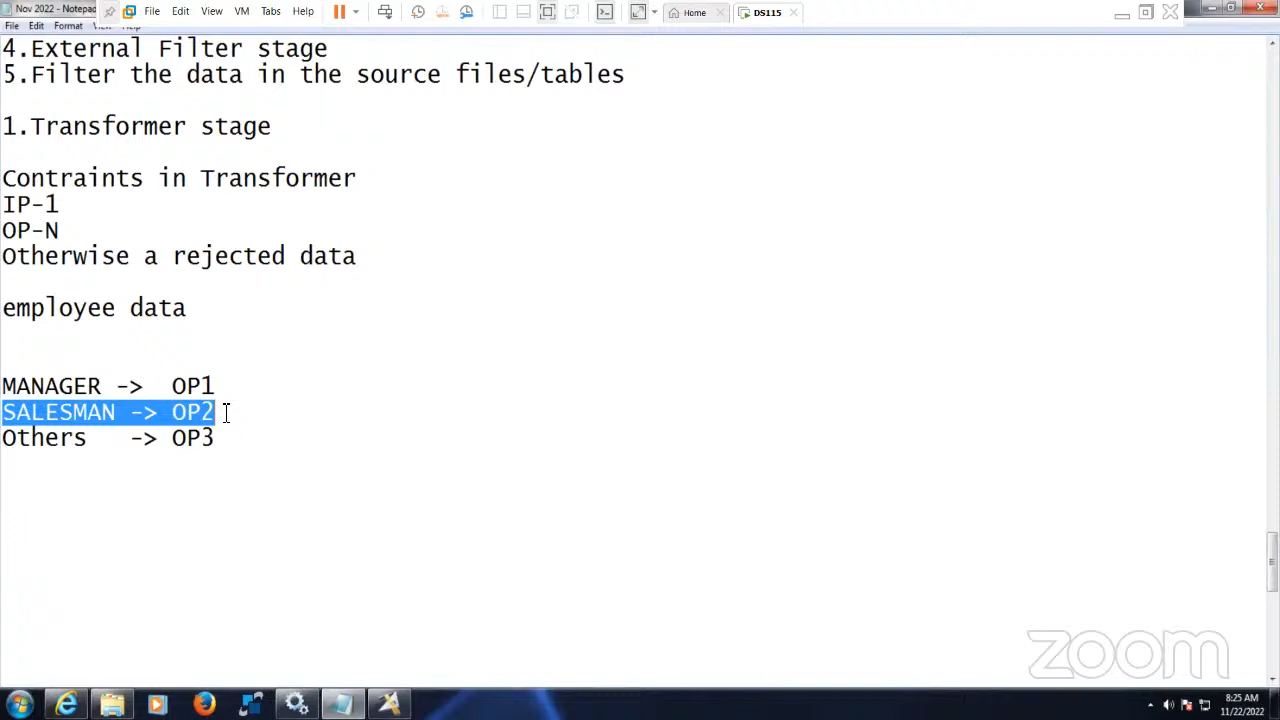 Nov 2022 - Notepad
File Edit View VM Tabs Help
Home
DS115
File Edit Format View Help
4.External Filter stage
5.Filter the data in the source files/tables
1.Transformer stage
Contraints in Transformer
IP-1
OP-N
Otherwise a rejected data
employee data
MANAGER -> OP1
SALESMAN -> OP2
Others -> OP3
zoom
8:25 AM
11/22/2022